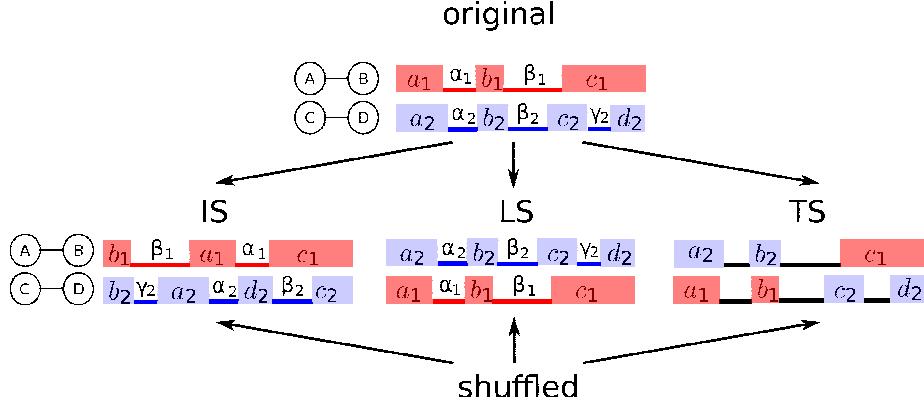 original
A B a₁ α₁ b₁ β₁ c₁
C D a₂ α₂ b₂ β₂ c₂ γ₂ d₂
IS LS TS
A B b₁ β₁ a₁ α₁ c₁ a₂ α₂ b₂ β₂ c₂ γ₂ d₂ a₂ b₂ c₁
C D b₂ γ₂ a₂ α₂ d₂ β₂ c₂ a₁ α₁ b₁ β₁ c₁ a₁ b₁ c₂ d₂
shuffled